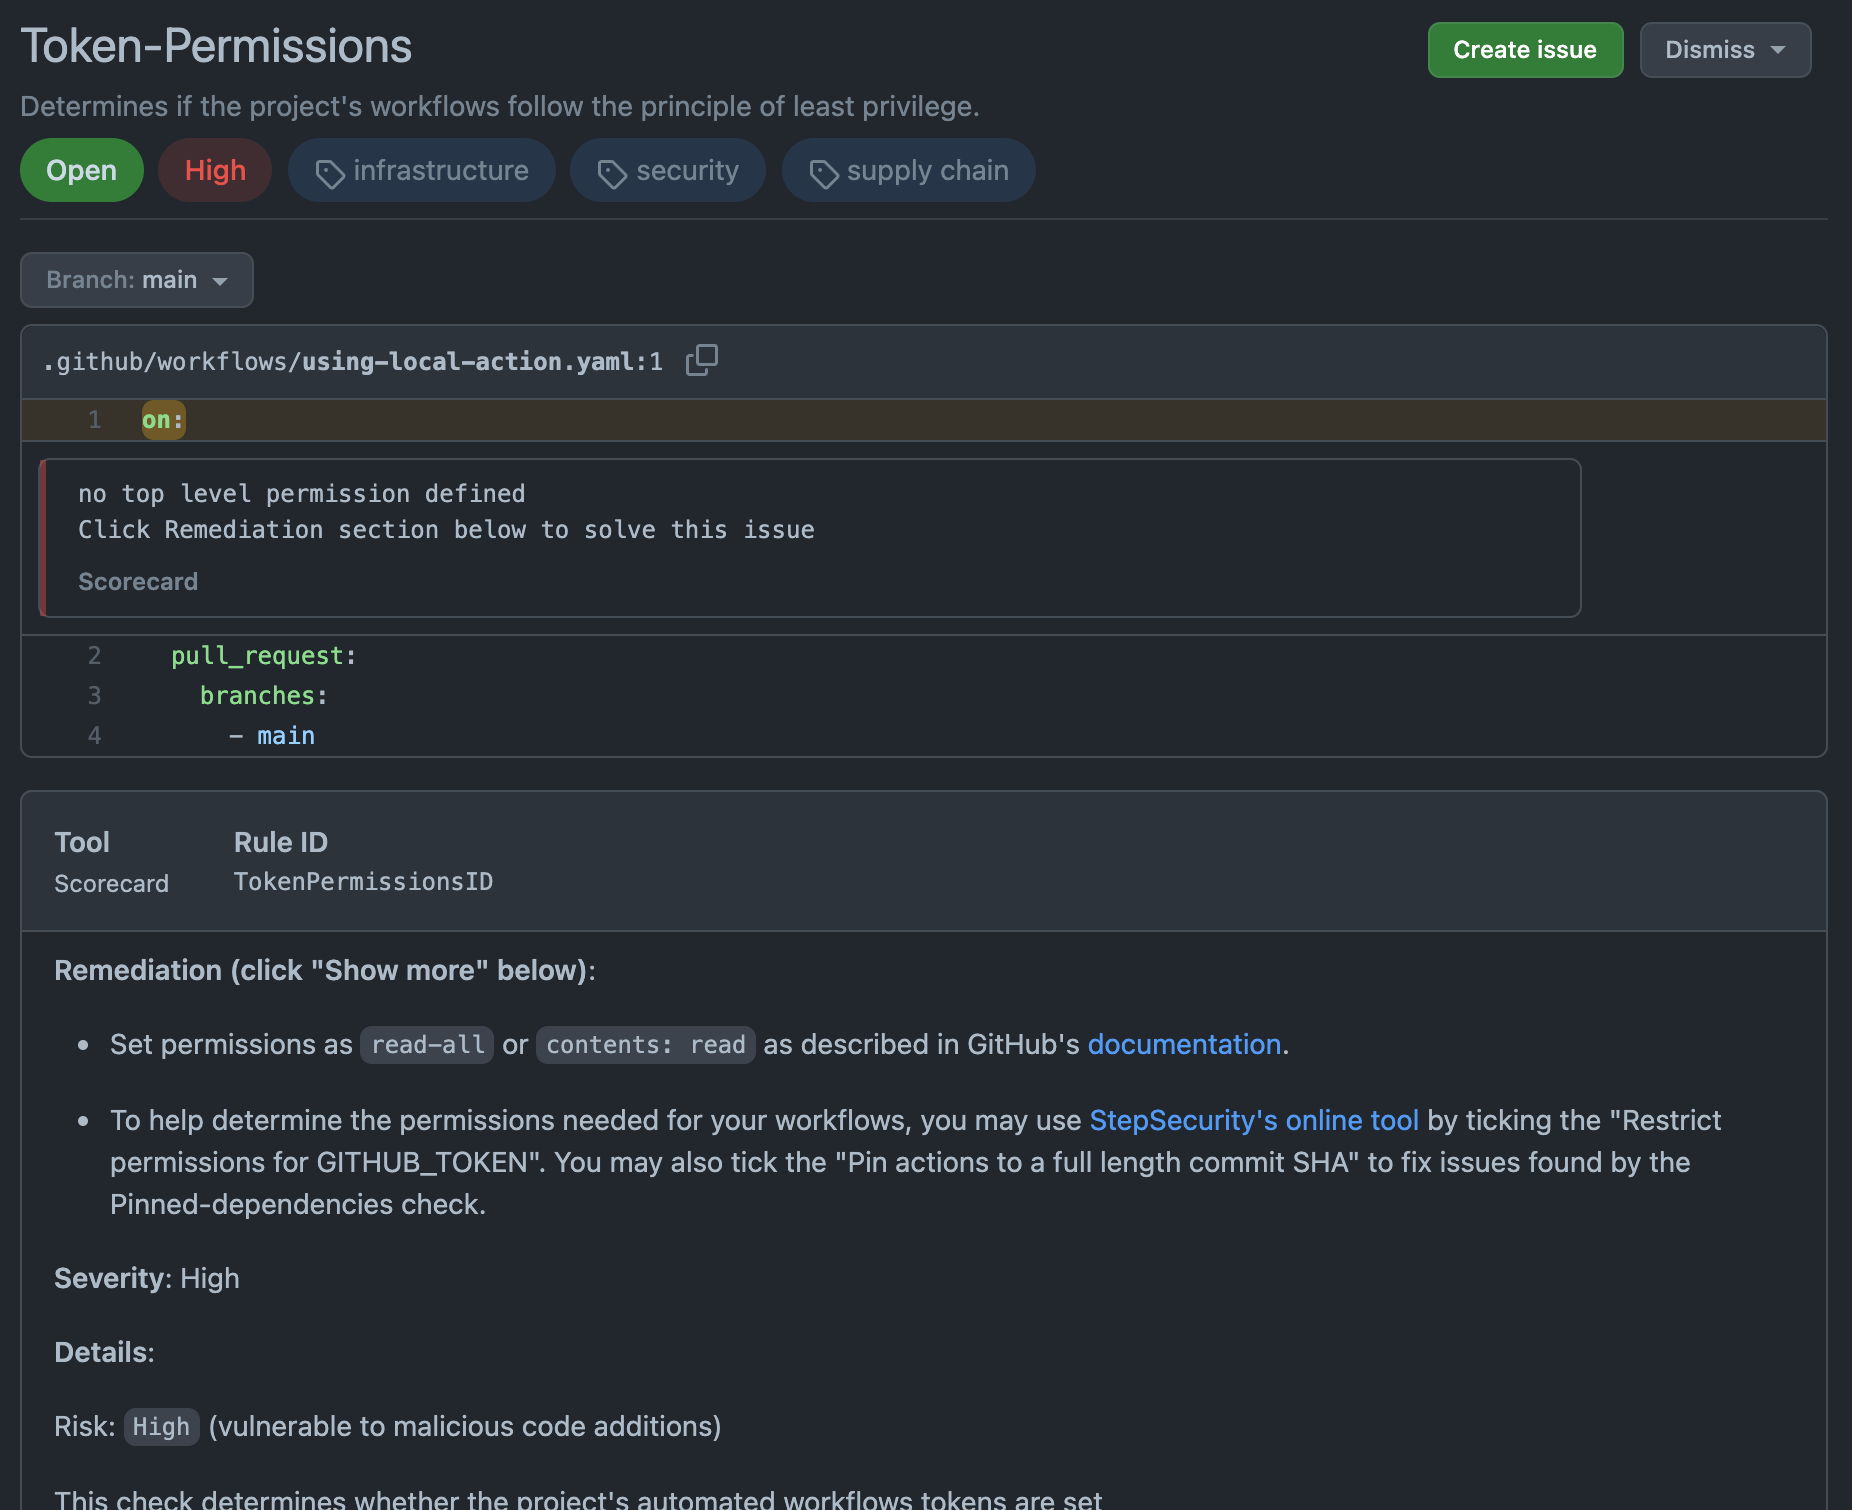 Token-Permissions
Create issue
Dismiss
Determines if the project's workflows follow the principle of least privilege.
Open
High
infrastructure
security
supply chain
Branch: main
.github/workflows/using-local-action.yaml:1
1 on:
no top level permission defined
Click Remediation section below to solve this issue
Scorecard
2 pull_request:
3 branches:
4 - main
Tool
Rule ID
Scorecard
TokenPermissionsID
Remediation (click "Show more" below):
• Set permissions as read-all or contents: read as described in GitHub's documentation.
• To help determine the permissions needed for your workflows, you may use StepSecurity's online tool by ticking the "Restrict
permissions for GITHUB_TOKEN". You may also tick the "Pin actions to a full length commit SHA" to fix issues found by the
Pinned-dependencies check.
Severity: High
Details:
Risk: High (vulnerable to malicious code additions)
This check determines whether the project's automated workflows tokens are set